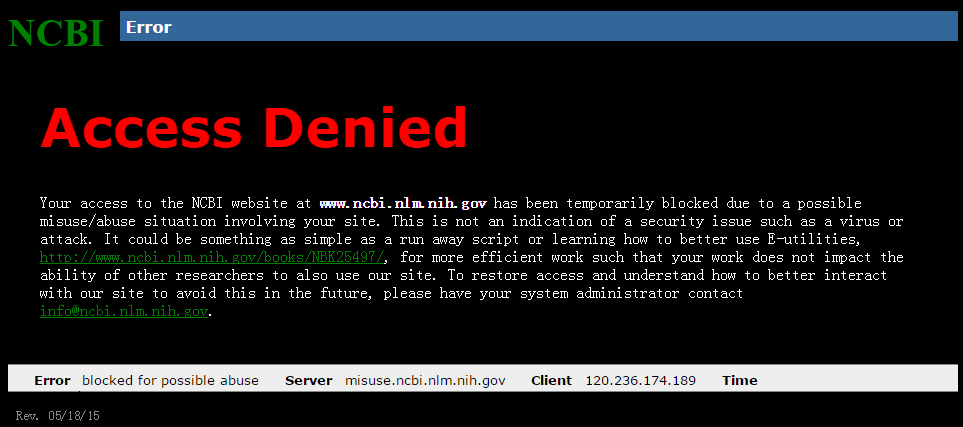 NCBI Error
Access Denied
Your access to the NCBI website at www.ncbi.nlm.nih.gov has been temporarily blocked due to a possible
misuse/abuse situation involving your site. This is not an indication of a security issue such as a virus or
attack. It could be something as simple as a run away script or learning how to better use E-utilities,
http://www.ncbi.nlm.nih.gov/books/NBK25497/, for more efficient work such that your work does not impact the
ability of other researchers to also use our site. To restore access and understand how to better interact
with our site to avoid this in the future, please have your system administrator contact
info@ncbi.nlm.nih.gov.
Error blocked for possible abuse Server misuse.ncbi.nlm.nih.gov Client 120.236.174.189 Time
Rev. 05/18/15